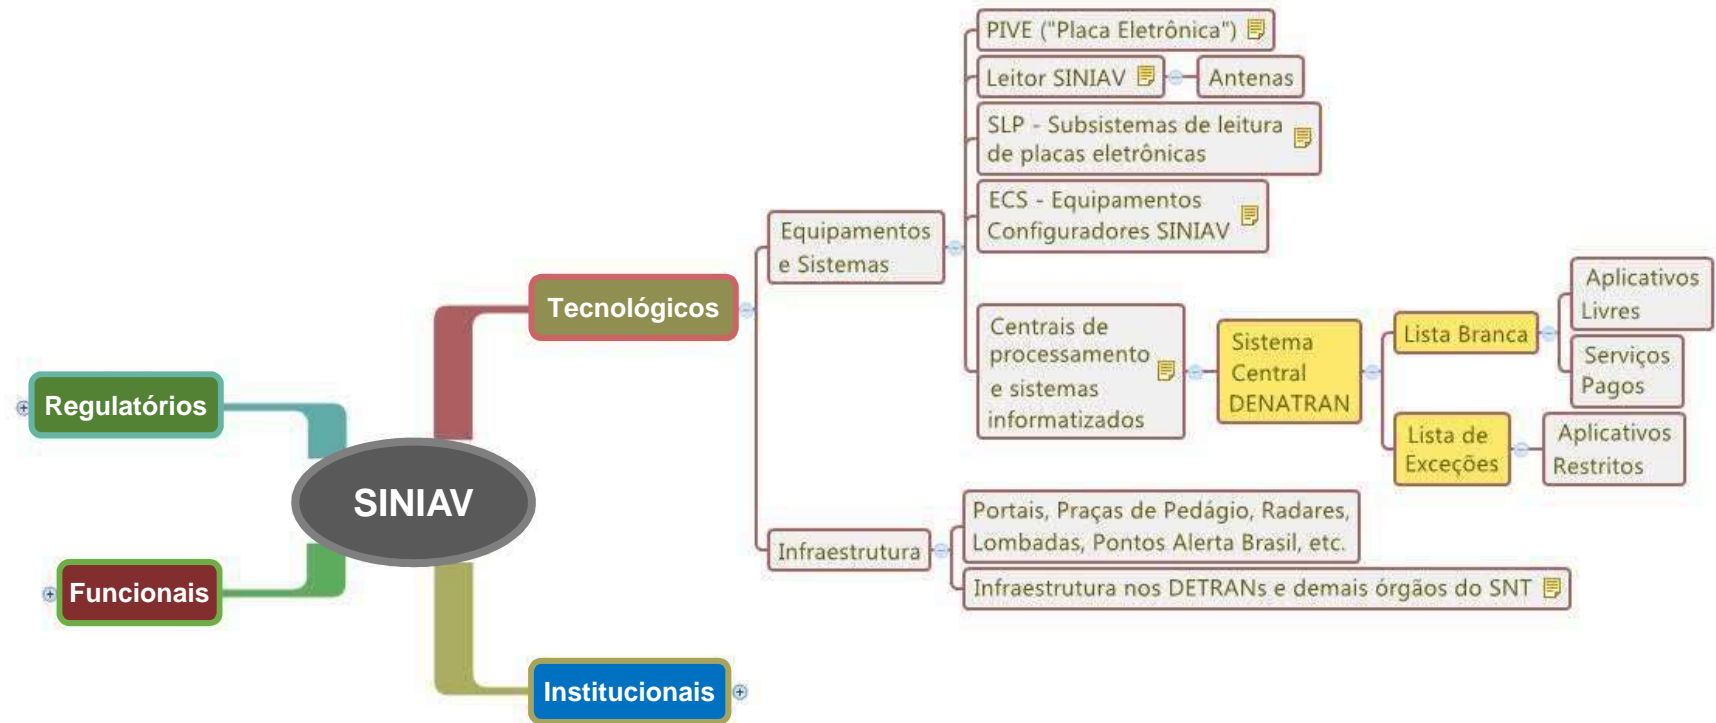 PIVE ("Placa Eletrônica")
Leitor SINIAV
Antenas
SLP - Subsistemas de leitura
de placas eletrônicas
ECS - Equipamentos
Configuradores SINIAV
Equipamentos
e Sistemas
Tecnológicos
Centrais de
processamento
e sistemas
informatizados
Sistema
Central
DENATRAN
Lista Branca
Aplicativos
Livres
Serviços
Pagos
Lista de
Exceções
Aplicativos
Restritos
Regulatórios
SINIAV
Infraestrutura
Portais, Praças de Pedágio, Radares,
Lombadas, Pontos Alerta Brasil, etc.
Infraestrutura nos DETRANs e demais órgãos do SNT
Funcionais
Institucionais